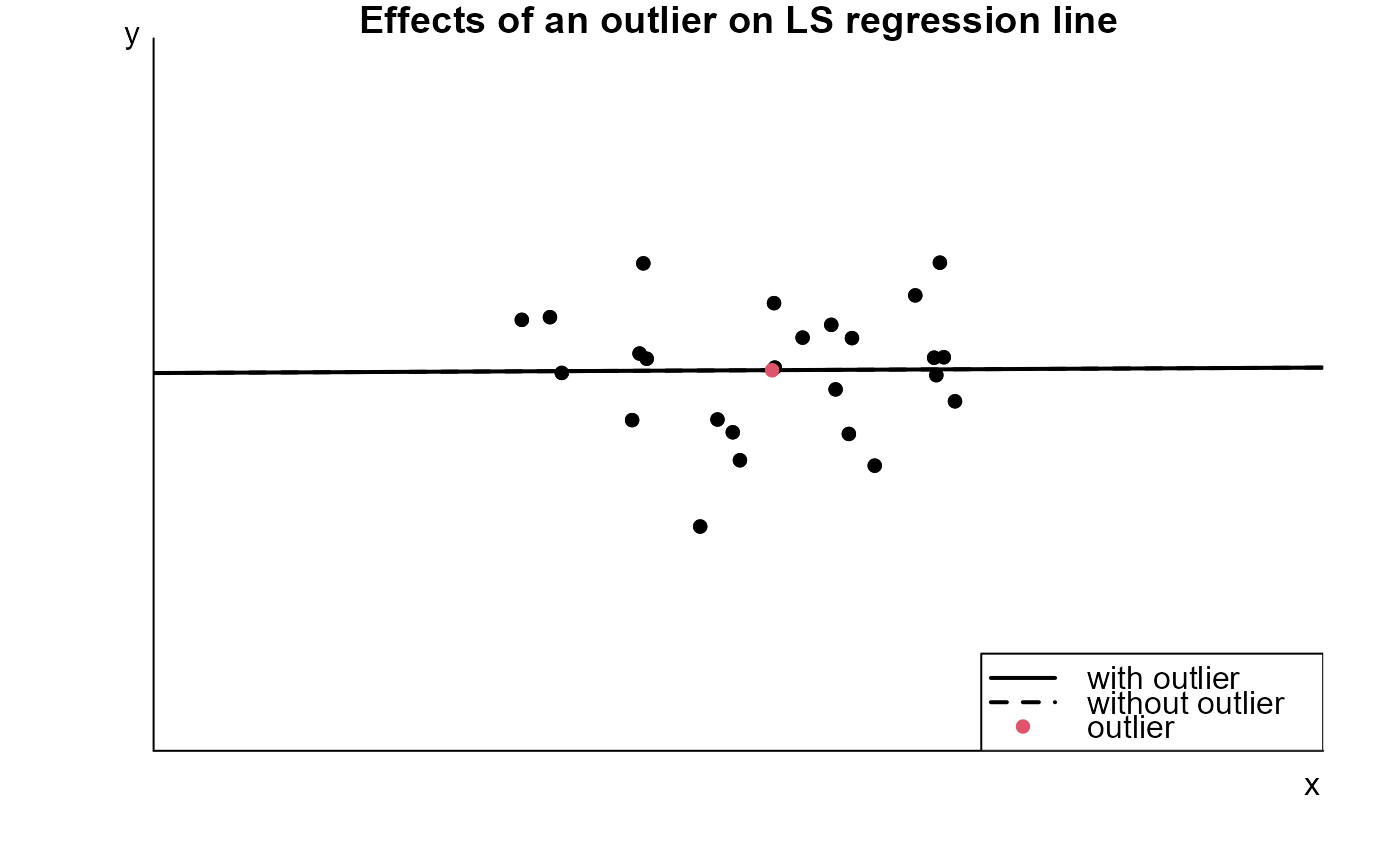 Effects of an outlier on LS regression line
y
with outlier
without outlier
outlier
x